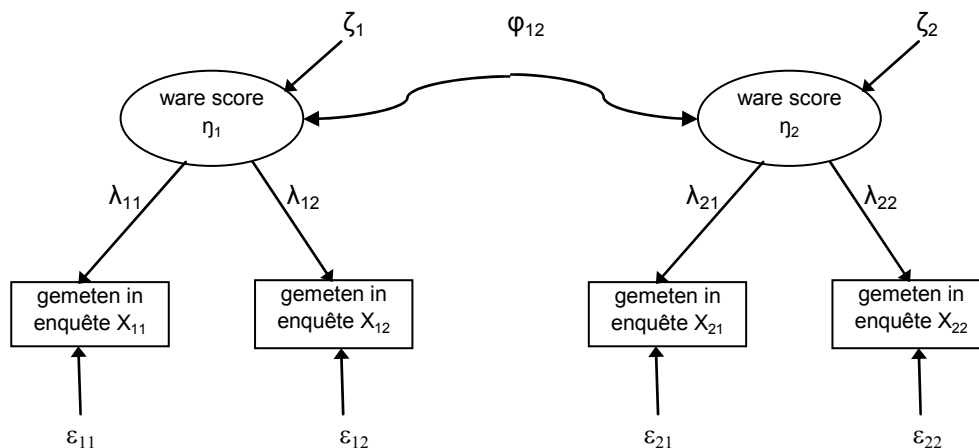 ζ1 φ12 ζ2
ware score
η1
ware score
η2
λ11 λ12 λ21 λ22
gemeten in
enquête X11
gemeten in
enquête X12
gemeten in
enquête X21
gemeten in
enquête X22
ε11 ε12 ε21 ε22